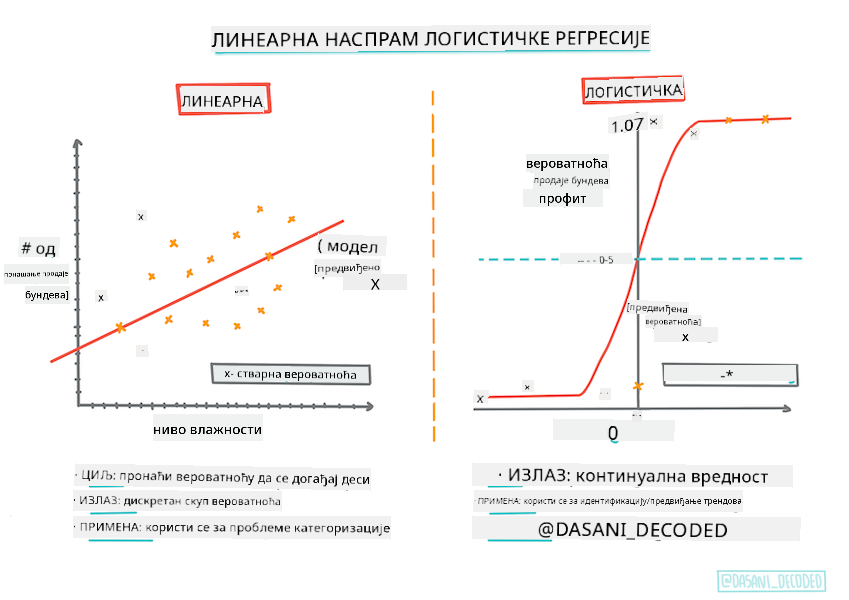 ЛИНЕАРНА НАСПРАМ ЛОГИСТИЧКЕ РЕГРЕСИЈЕ
ЛИНЕАРНА
# од
понашање продаје
бундева]
( модел
[предвиђено
X
x- стварна вероватноћа
ниво влажности
· ЦИЉ: пронаћи вероватноћу да се догађај деси
· ИЗЛАЗ: дискретан скуп вероватноћа
· ПРИМЕНА: користи се за проблеме категоризације
ЛОГИСТИЧКА
1.07
вероватноћа
продаје бундева
профит
-- - - 0-5
[предвиђена
вероватноћа]
x
-*
0
· ИЗЛАЗ: континуална вредност
· ПРИМЕНА: користи се за идентификацију/предвиђање трендова
@DASANI_DECODED
@DASANI_DECODED